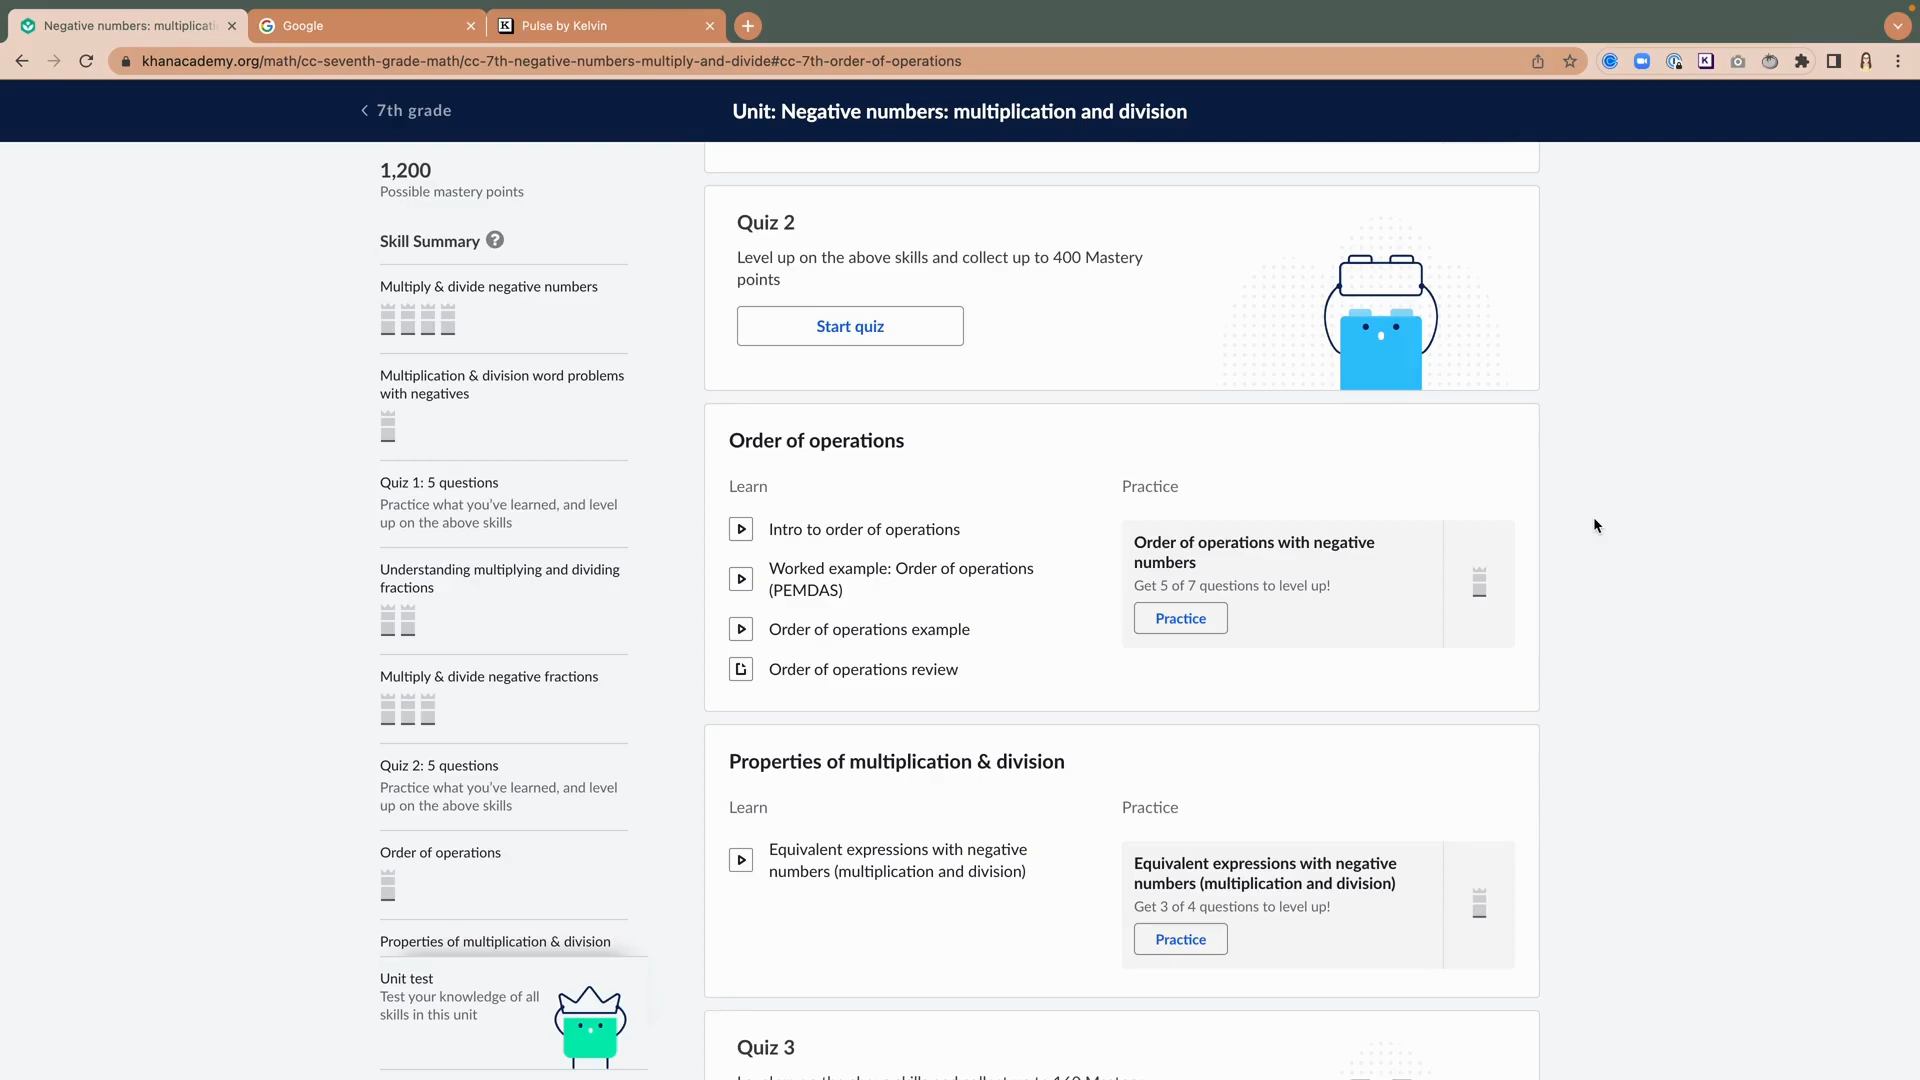 Negative numbers: multiplicati
Google
Pulse by Kelvin
khanacademy.org/math/cc-seventh-grade-math/cc-7th-negative-numbers-multiply-and-divide#cc-7th-order-of-operations
7th grade
Unit: Negative numbers: multiplication and division
1,200
Possible mastery points
Skill Summary ?
Multiply & divide negative numbers
Multiplication & division word problems
with negatives
Quiz 1: 5 questions
Practice what you've learned, and level
up on the above skills
Understanding multiplying and dividing
fractions
Multiply & divide negative fractions
Quiz 2: 5 questions
Practice what you've learned, and level
up on the above skills
Order of operations
Properties of multiplication & division
Unit test
Test your knowledge of all
skills in this unit
Quiz 2
Level up on the above skills and collect up to 400 Mastery
points
Start quiz
Order of operations
Learn
Intro to order of operations
Worked example: Order of operations
(PEMDAS)
Order of operations example
Order of operations review
Practice
Order of operations with negative
numbers
Get 5 of 7 questions to level up!
Practice
Properties of multiplication & division
Learn
Equivalent expressions with negative
numbers (multiplication and division)
Practice
Equivalent expressions with negative
numbers (multiplication and division)
Get 3 of 4 questions to level up!
Practice
Quiz 3